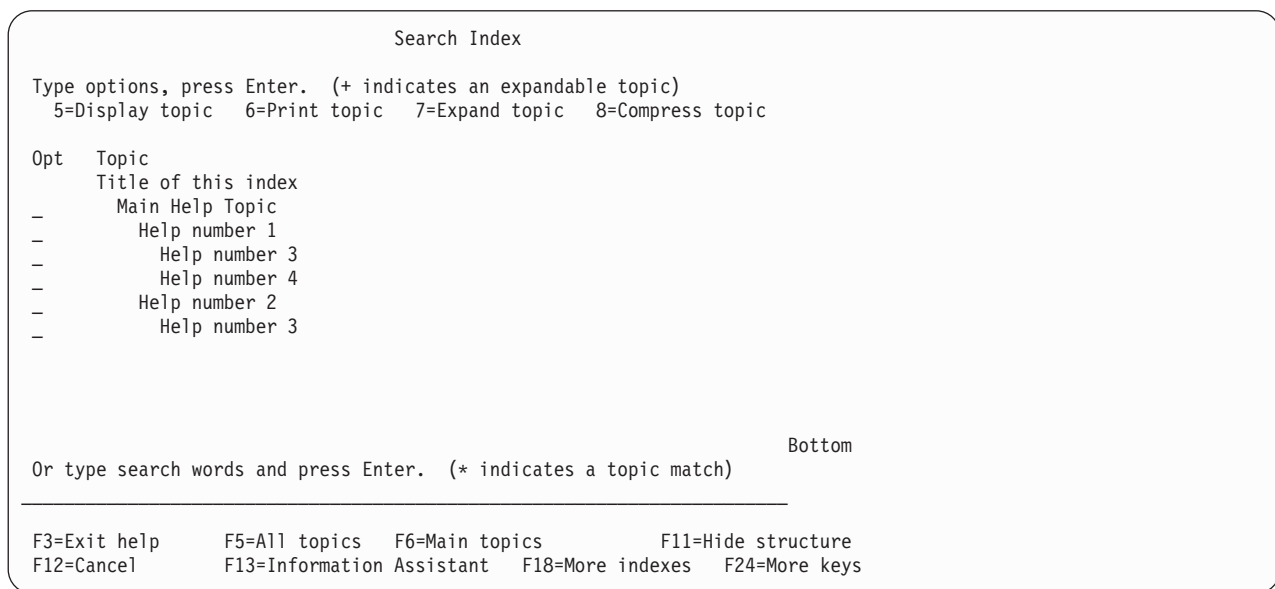 Search Index
Type options, press Enter. (+ indicates an expandable topic)
5=Display topic 6=Print topic 7=Expand topic 8=Compress topic
Opt Topic
Title of this index
_ Main Help Topic
_ Help number 1
_ Help number 3
_ Help number 4
_ Help number 2
_ Help number 3
Bottom
Or type search words and press Enter. (* indicates a topic match)
F3=Exit help F5=All topics F6=Main topics F11=Hide structure
F12=Cancel F13=Information Assistant F18=More indexes F24=More keys